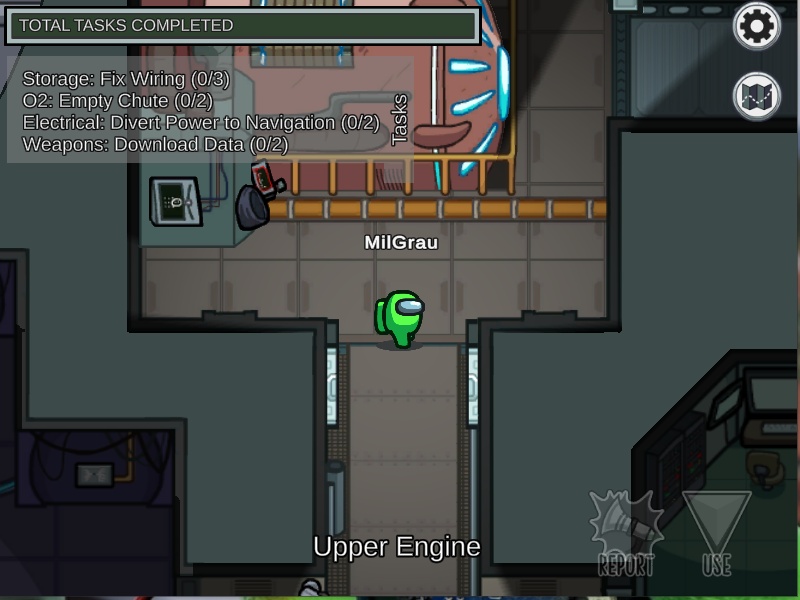 TOTAL TASKS COMPLETED
Storage: Fix Wiring (0/3)
O2: Empty Chute (0/2)
Electrical: Divert Power to Navigation (0/2)
Weapons: Download Data (0/2)
Tasks
MilGrau
Upper Engine
REPORT
USE